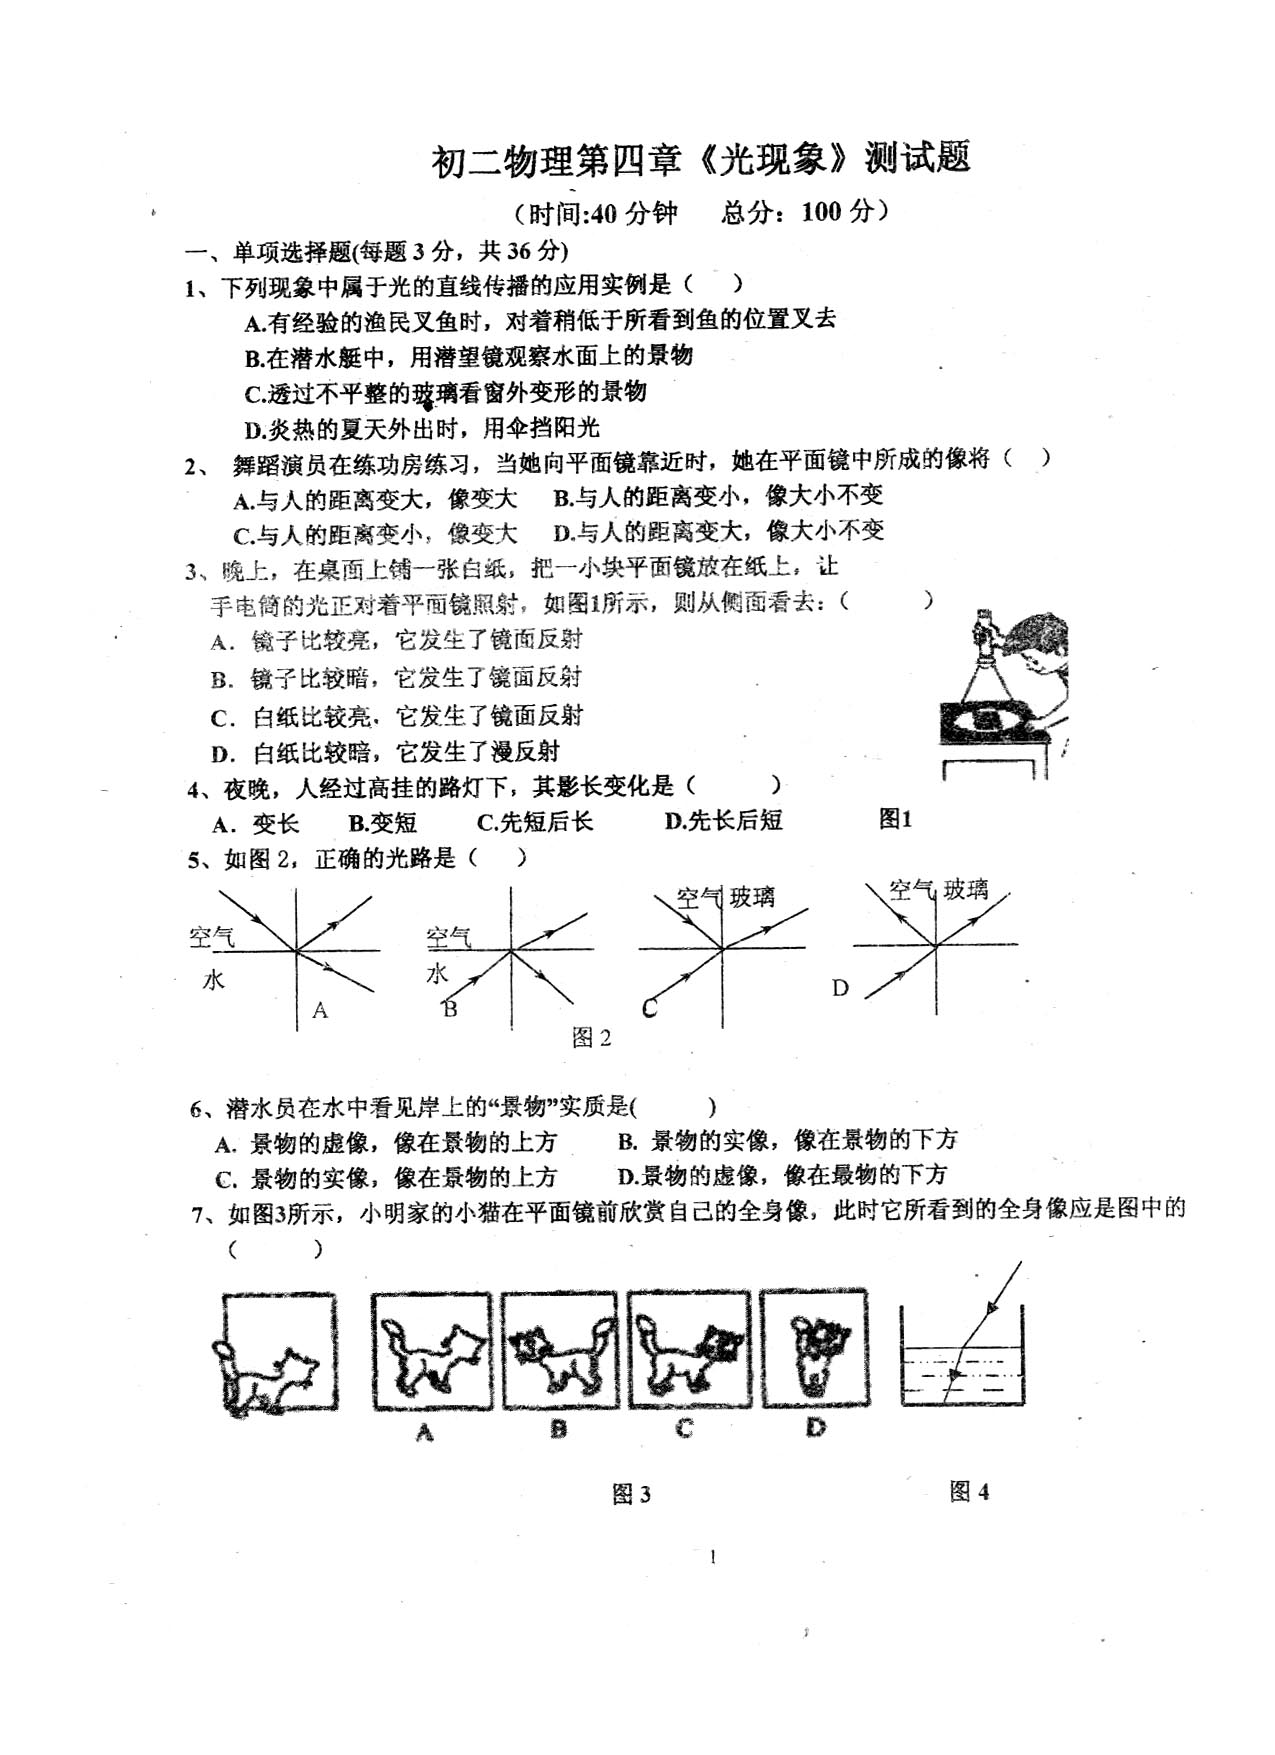 初二物理第四章《光现象》测试题
（时间:40 分钟 总分：100 分）
一、单项选择题(每题 3 分，共 36 分)
1、下列现象中属于光的直线传播的应用实例是（ ）
A.有经验的渔民叉鱼时，对着稍低于所看到鱼的位置叉去
B.在潜水艇中，用潜望镜观察水面上的景物
C.透过不平整的玻璃看窗外变形的景物
D.炎热的夏天外出时，用伞挡阳光
2、 舞蹈演员在练功房练习，当她向平面镜靠近时，她在平面镜中所成的像将（ ）
A.与人的距离变大，像变大 B.与人的距离变小，像大小不变
C.与人的距离变小，像变大 D.与人的距离变大，像大小不变
3、晚上，在桌面上铺一张白纸，把一小块平面镜放在纸上，让
手电筒的光正对着平面镜照射，如图1所示，则从侧面看去：（ ）
A．镜子比较亮，它发生了镜面反射
B．镜子比较暗，它发生了镜面反射
C．白纸比较亮，它发生了镜面反射
D．白纸比较暗，它发生了漫反射
4、夜晚，人经过高挂的路灯下，其影长变化是（ ）
A．变长 B.变短 C.先短后长 D.先长后短 图1
5、如图 2，正确的光路是（ ）
空气 水 A 空气 水 B 空气 玻璃 C 空气 玻璃 D
图 2
6、潜水员在水中看见岸上的“景物”实质是( )
A. 景物的虚像，像在景物的上方 B. 景物的实像，像在景物的下方
C. 景物的实像，像在景物的上方 D.景物的虚像，像在最物的下方
7、如图3所示，小明家的小猫在平面镜前欣赏自己的全身像，此时它所看到的全身像应是图中的
（ ）
A B C D
图 3 图 4
1